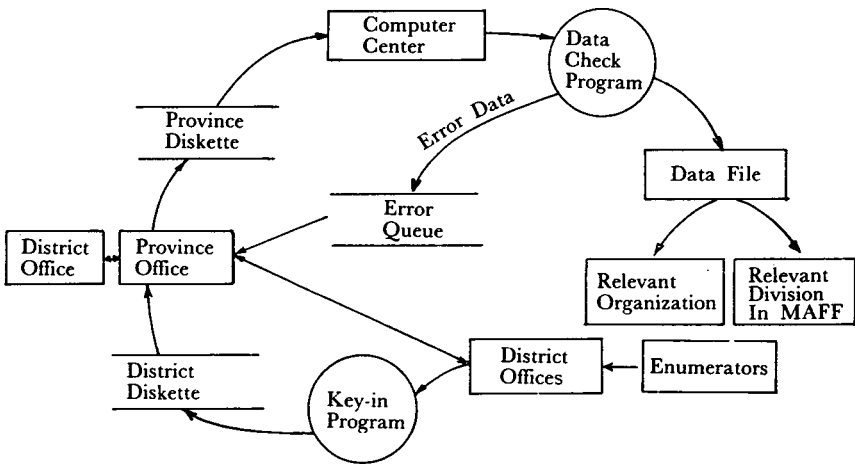 Computer
Center
Data
Check
Program
Error Data
Province
Diskette
Data File
Error
Queue
District
Office
Province
Office
Relevant
Organization
Relevant
Division
In MAFF
District
Diskette
Key-in
Program
District
Offices
Enumerators